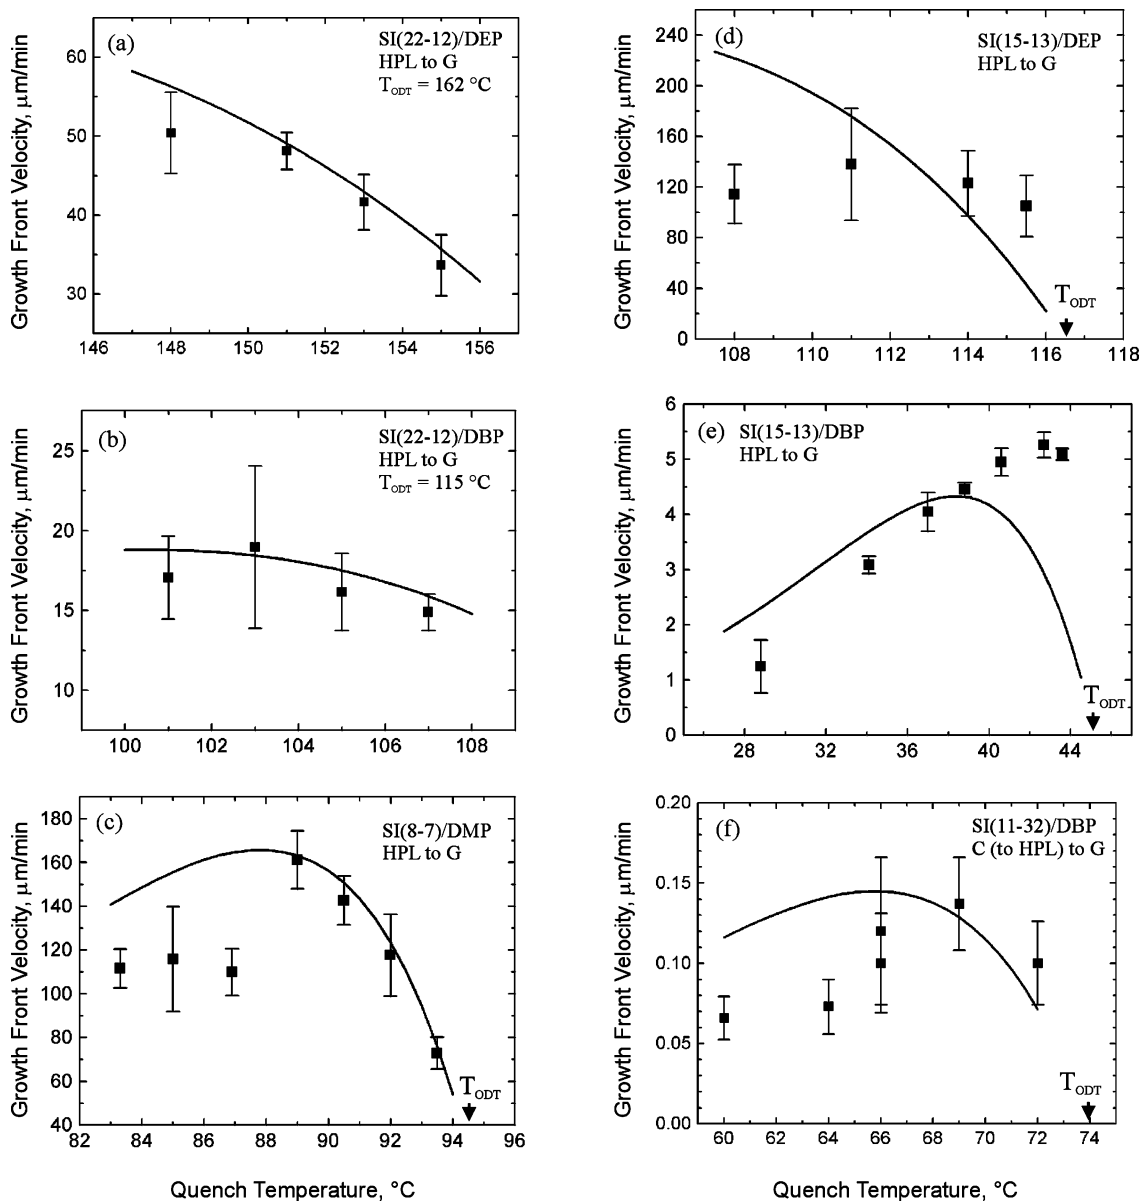 (a)
SI(22-12)/DEP
HPL to G
T_ODT = 162 °C
Growth Front Velocity, μm/min
60
50
40
30
146 148 150 152 154 156
(b)
SI(22-12)/DBP
HPL to G
T_ODT = 115 °C
Growth Front Velocity, μm/min
25
20
15
10
100 102 104 106 108
(c)
SI(8-7)/DMP
HPL to G
Growth Front Velocity, μm/min
180
160
140
120
100
80
60
40
T_ODT
82 84 86 88 90 92 94 96
Quench Temperature, °C
(d)
SI(15-13)/DEP
HPL to G
Growth Front Velocity, μm/min
240
200
160
120
80
40
0
T_ODT
108 110 112 114 116 118
(e)
SI(15-13)/DBP
HPL to G
Growth Front Velocity, μm/min
6
5
4
3
2
1
0
T_ODT
28 32 36 40 44
(f)
SI(11-32)/DBP
C (to HPL) to G
Growth Front Velocity, μm/min
0.20
0.15
0.10
0.05
0.00
T_ODT
60 62 64 66 68 70 72 74
Quench Temperature, °C